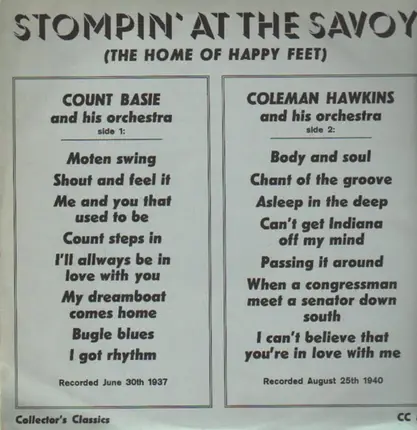 STOMPIN' AT THE SAVOY
(THE HOME OF HAPPY FEET)
COUNT BASIE
and his orchestra
side 1:
Moten swing
Shout and feel it
Me and you that
used to be
Count steps in
I'll allways be in
love with you
My dreamboat
comes home
Bugle blues
I got rhythm
Recorded June 30th 1937
COLEMAN HAWKINS
and his orchestra
side 2:
Body and soul
Chant of the groove
Asleep in the deep
Can't get Indiana
off my mind
Passing it around
When a congressman
meet a senator down
south
I can't believe that
you're in love with me
Recorded August 25th 1940
Collector's Classics
CC